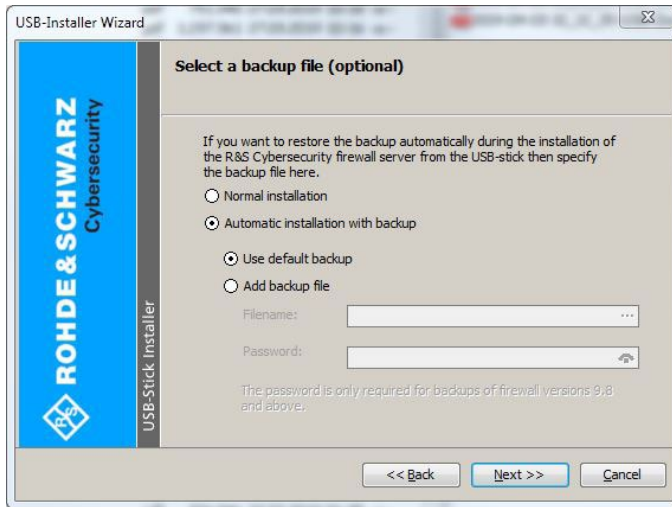 USB-Installer Wizard
ROHDE & SCHWARZ
Cybersecurity
R&S
USB-Stick Installer
Select a backup file (optional)
If you want to restore the backup automatically during the installation of
the R&S Cybersecurity firewall server from the USB-stick then specify
the backup file here.
Normal installation
Automatic installation with backup
Use default backup
Add backup file
Filename:
...
Password:
The password is only required for backups of firewall versions 9.8
and above.
<< Back
Next >>
Cancel